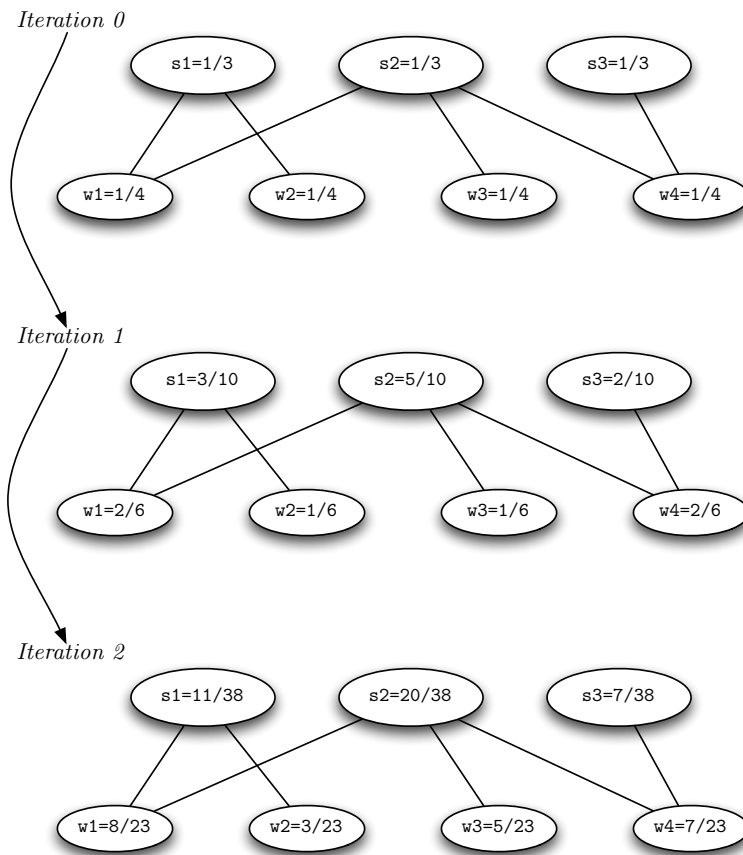 Iteration 0
s1=1/3 s2=1/3 s3=1/3
w1=1/4 w2=1/4 w3=1/4 w4=1/4
Iteration 1
s1=3/10 s2=5/10 s3=2/10
w1=2/6 w2=1/6 w3=1/6 w4=2/6
Iteration 2
s1=11/38 s2=20/38 s3=7/38
w1=8/23 w2=3/23 w3=5/23 w4=7/23